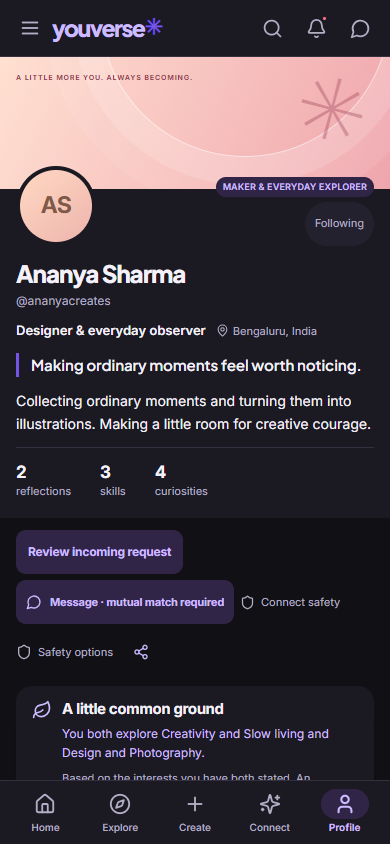 youverse
A LITTLE MORE YOU. ALWAYS BECOMING.
MAKER & EVERYDAY EXPLORER
AS
Following
Ananya Sharma
@ananyacreates
Designer & everyday observer Bengaluru, India
Making ordinary moments feel worth noticing.
Collecting ordinary moments and turning them into
illustrations. Making a little room for creative courage.
2 3 4
reflections skills curiosities
Review incoming request
Message · mutual match required Connect safety
Safety options
A little common ground
You both explore Creativity and Slow living and
Design and Photography.
Based on the interests you have both stated. An
Home Explore Create Connect Profile